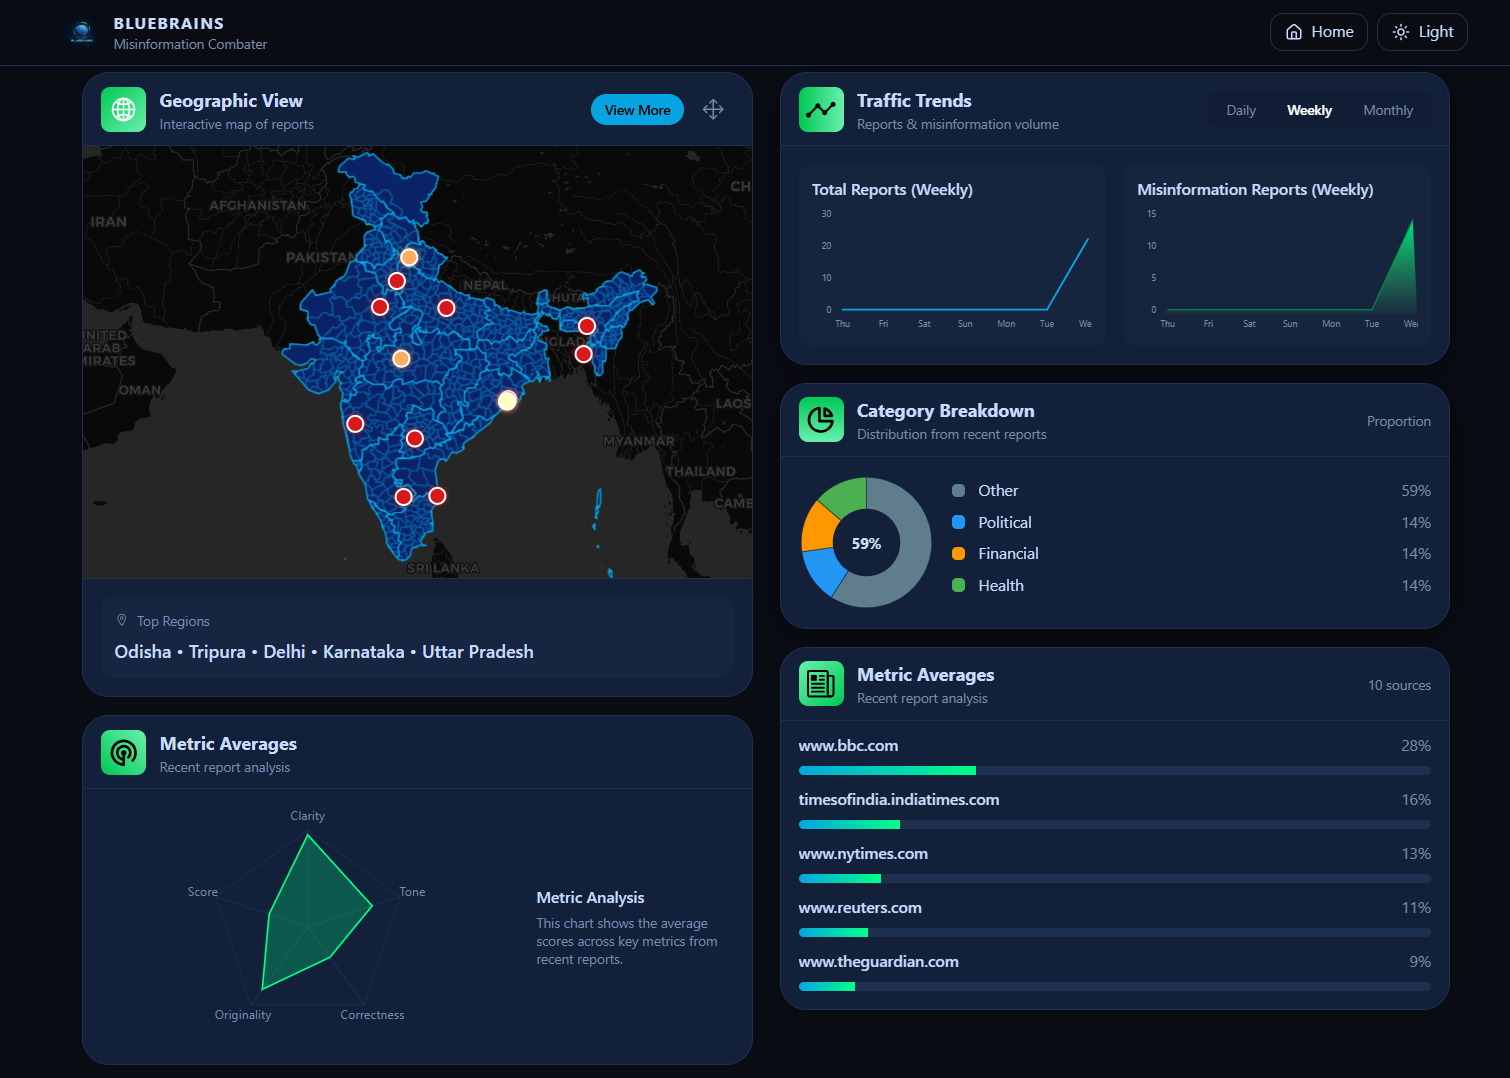 BLUEBRAINS
Misinformation Combater
Home
Light
Geographic View
Interactive map of reports
View More
IRAN
AFGHANISTAN
PAKISTAN
NEPAL
BHUTA
CH
UNITED
ARAB
MIRATES
OMAN
NGLAD
MYANMAR
LAOS
THAILAND
CAMB
SRI LANKA
Top Regions
Odisha • Tripura • Delhi • Karnataka • Uttar Pradesh
Metric Averages
Recent report analysis
Clarity
Score
Tone
Originality
Correctness
Metric Analysis
This chart shows the average
scores across key metrics from
recent reports.
Traffic Trends
Reports & misinformation volume
Daily
Weekly
Monthly
Total Reports (Weekly)
30
20
10
0
Thu Fri Sat Sun Mon Tue We
Misinformation Reports (Weekly)
15
10
5
0
Thu Fri Sat Sun Mon Tue We
Category Breakdown
Distribution from recent reports
Proportion
59%
Other 59%
Political 14%
Financial 14%
Health 14%
Metric Averages
Recent report analysis
10 sources
www.bbc.com 28%
timesofindia.indiatimes.com 16%
www.nytimes.com 13%
www.reuters.com 11%
www.theguardian.com 9%